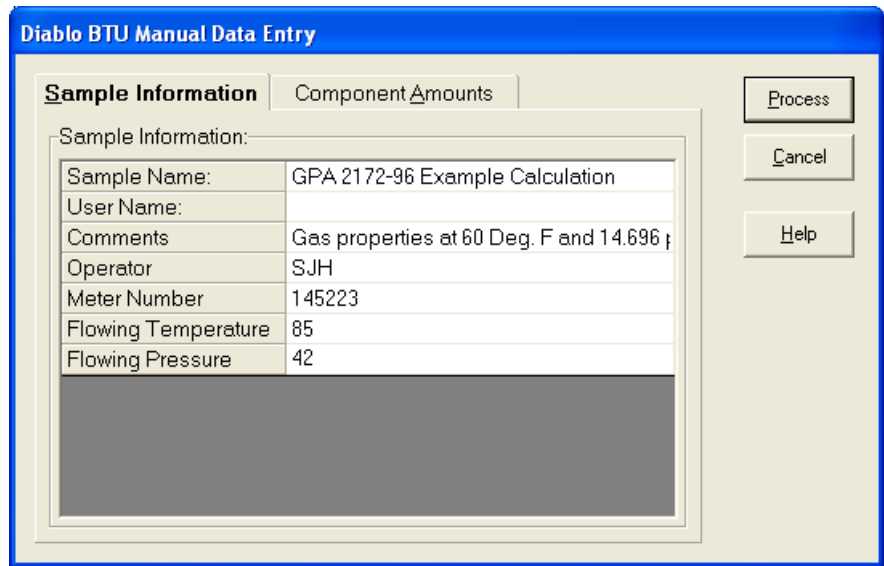 Diablo BTU Manual Data Entry
Sample Information
Component Amounts
Process
Cancel
Help
Sample Information:
Sample Name: GPA 2172-96 Example Calculation
User Name:
Comments Gas properties at 60 Deg. F and 14.696
Operator SJH
Meter Number 145223
Flowing Temperature 85
Flowing Pressure 42